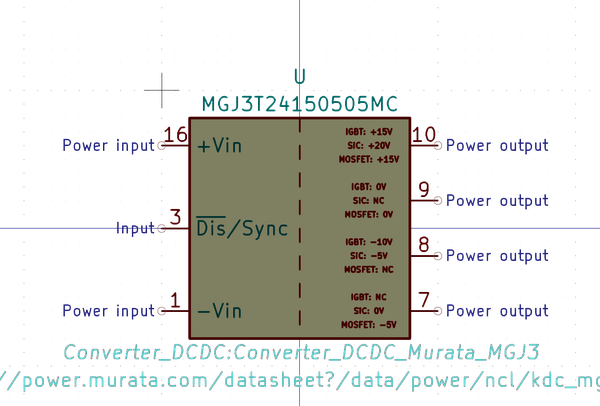 U
MGJ3T24150505MC
Power input 16 +Vin IGBT: +15V 10 Power output
SIC: +20V
MOSFET: +15V
IGBT: 0V 9 Power output
SIC: NC
MOSFET: 0V
Input 3 Dis/Sync
IGBT: -10V 8 Power output
SIC: -5V
MOSFET: NC
Power input 1 -Vin IGBT: NC 7 Power output
SIC: 0V
MOSFET: -5V
Converter_DCDC:Converter_DCDC_Murata_MGJ3
//power.murata.com/datasheet?/data/power/ncl/kdc_mg